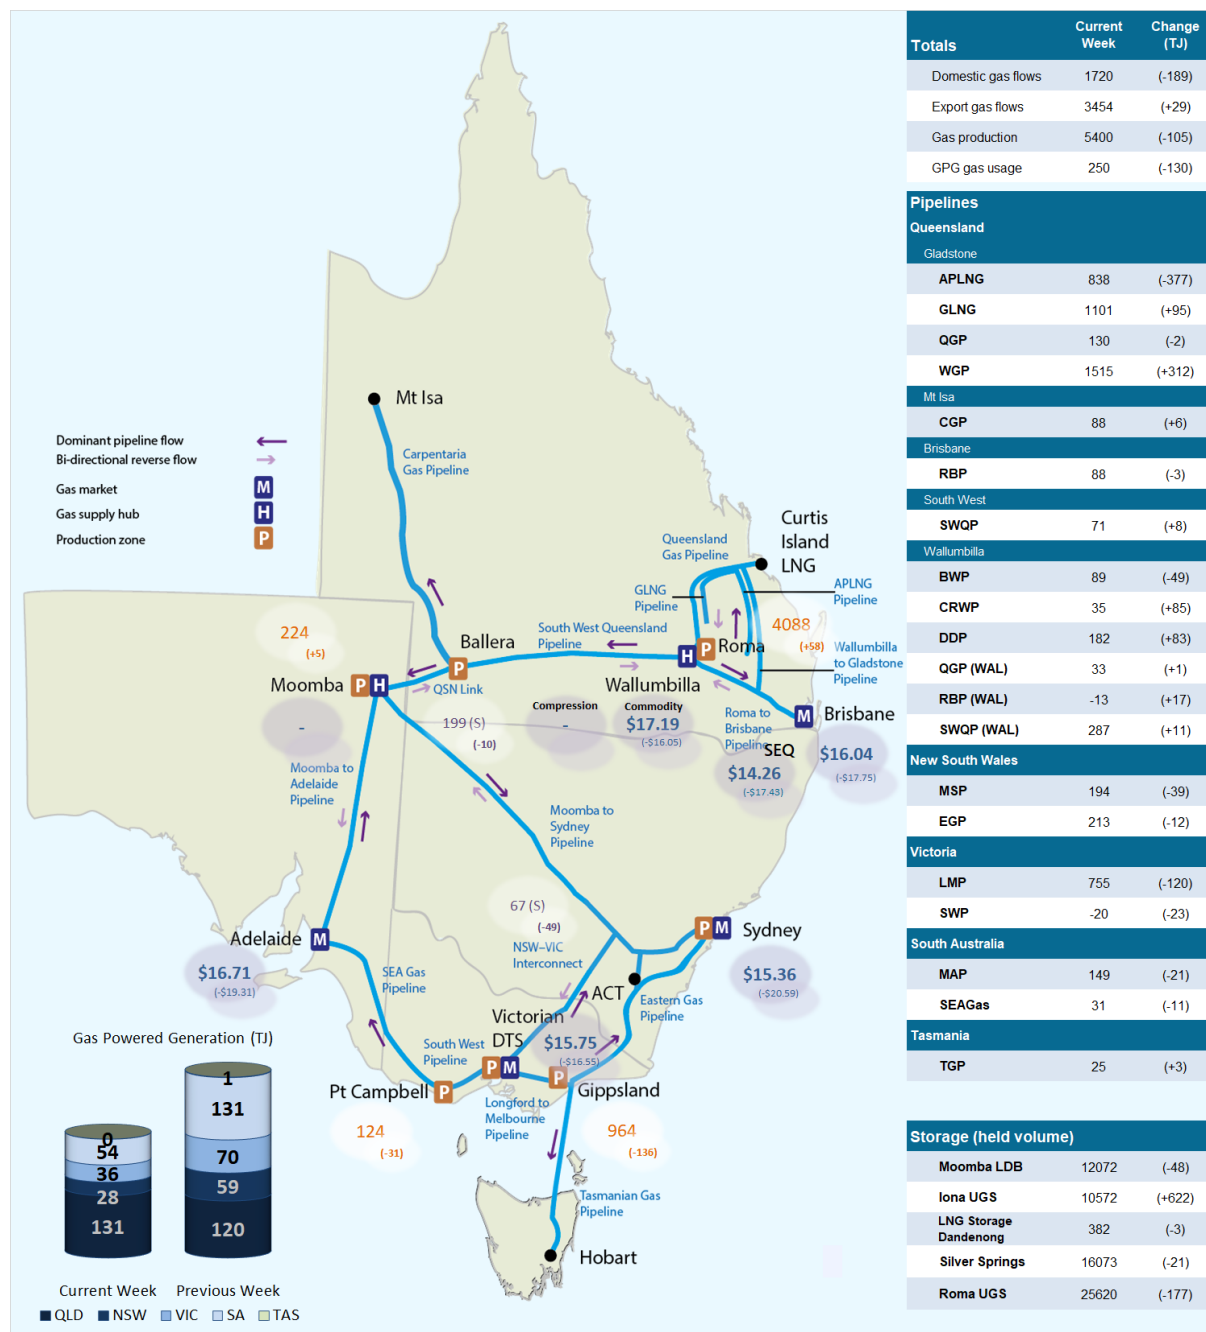 Mt Isa
Dominant pipeline flow
Bi-directional reverse flow
Gas market M
Gas supply hub H
Production zone P
Carpentaria
Gas Pipeline
Curtis
Island
LNG
Queensland
Gas Pipeline
GLNG
Pipeline
APLNG
Pipeline
4088
(+58)
Wallumbilla
to Gladstone
Pipeline
224
(+5)
Ballera
P
South West Queensland
Pipeline
H P Roma
Wallumbilla
Moomba P H
QSN Link
-
199 (S)
(-10)
Compression
-
Commodity
$17.19
(-$16.05)
Roma to
Brisbane
Pipeline
M Brisbane
SEQ
$14.26
(-$17.43)
$16.04
(-$17.75)
Moomba to
Adelaide
Pipeline
Moomba to
Sydney
Pipeline
67 (S)
(-49)
NSW-VIC
Interconnect
P M Sydney
$15.36
(-$20.59)
Adelaide M
$16.71
(-$19.31)
SEA Gas
Pipeline
ACT
Eastern Gas
Pipeline
Victorian
DTS
P M
$15.75
(-$16.55)
South West
Pipeline
Pt Campbell P
124
(-31)
Longford to
Melbourne
Pipeline
P
Gippsland
964
(-136)
Tasmanian Gas
Pipeline
Hobart
Gas Powered Generation (TJ)
0
54
36
28
131
1
131
70
59
120
Current Week Previous Week
QLD NSW VIC SA TAS
Totals Current Week Change (TJ)
Domestic gas flows 1720 (-189)
Export gas flows 3454 (+29)
Gas production 5400 (-105)
GPG gas usage 250 (-130)
Pipelines
Queensland
Gladstone
APLNG 838 (-377)
GLNG 1101 (+95)
QGP 130 (-2)
WGP 1515 (+312)
Mt Isa
CGP 88 (+6)
Brisbane
RBP 88 (-3)
South West
SWQP 71 (+8)
Wallumbilla
BWP 89 (-49)
CRWP 35 (+85)
DDP 182 (+83)
QGP (WAL) 33 (+1)
RBP (WAL) -13 (+17)
SWQP (WAL) 287 (+11)
New South Wales
MSP 194 (-39)
EGP 213 (-12)
Victoria
LMP 755 (-120)
SWP -20 (-23)
South Australia
MAP 149 (-21)
SEAGas 31 (-11)
Tasmania
TGP 25 (+3)
Storage (held volume)
Moomba LDB 12072 (-48)
Iona UGS 10572 (+622)
LNG Storage
Dandenong 382 (-3)
Silver Springs 16073 (-21)
Roma UGS 25620 (-177)